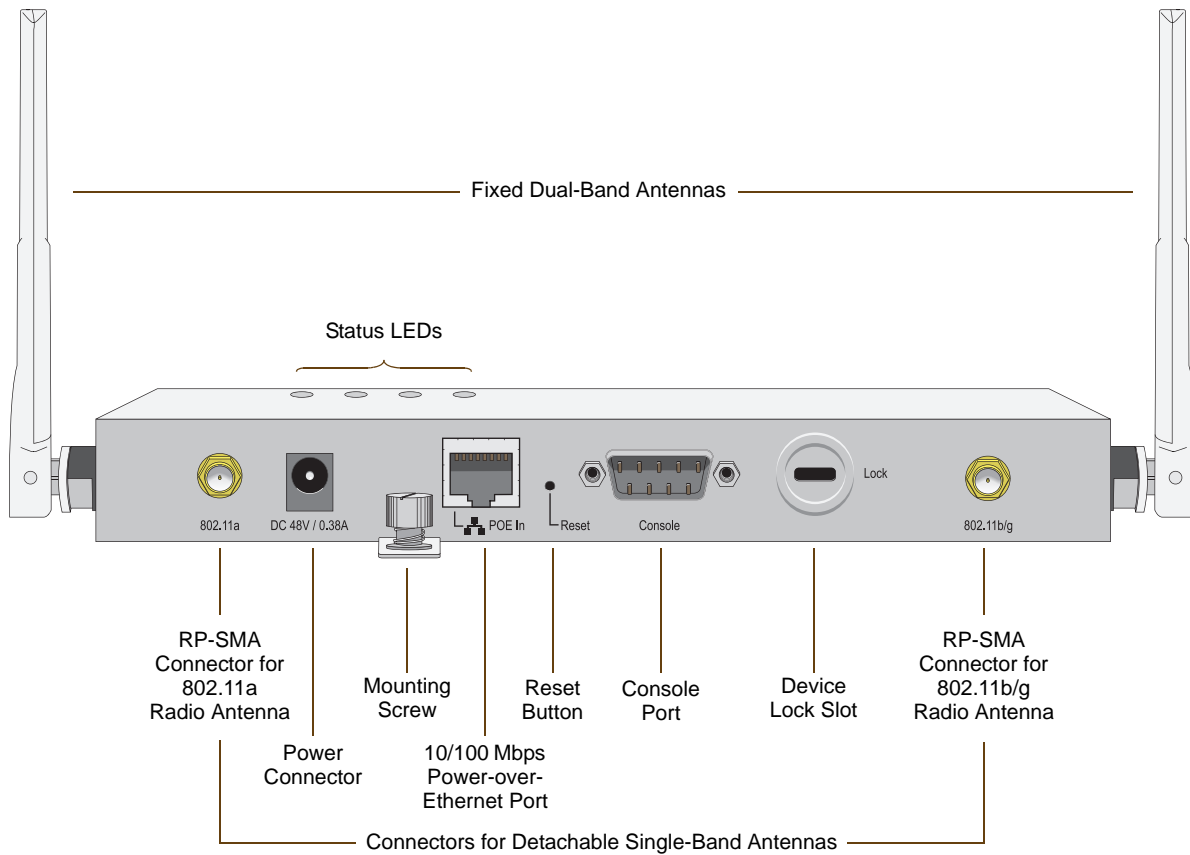 Fixed Dual-Band Antennas
Status LEDs
802.11a
DC 48V / 0.38A
POE In
Reset
Console
Lock
802.11b/g
RP-SMA
Connector for
802.11a
Radio Antenna
Power
Connector
Mounting
Screw
10/100 Mbps
Power-over-
Ethernet Port
Reset
Button
Console
Port
Device
Lock Slot
RP-SMA
Connector for
802.11b/g
Radio Antenna
Connectors for Detachable Single-Band Antennas